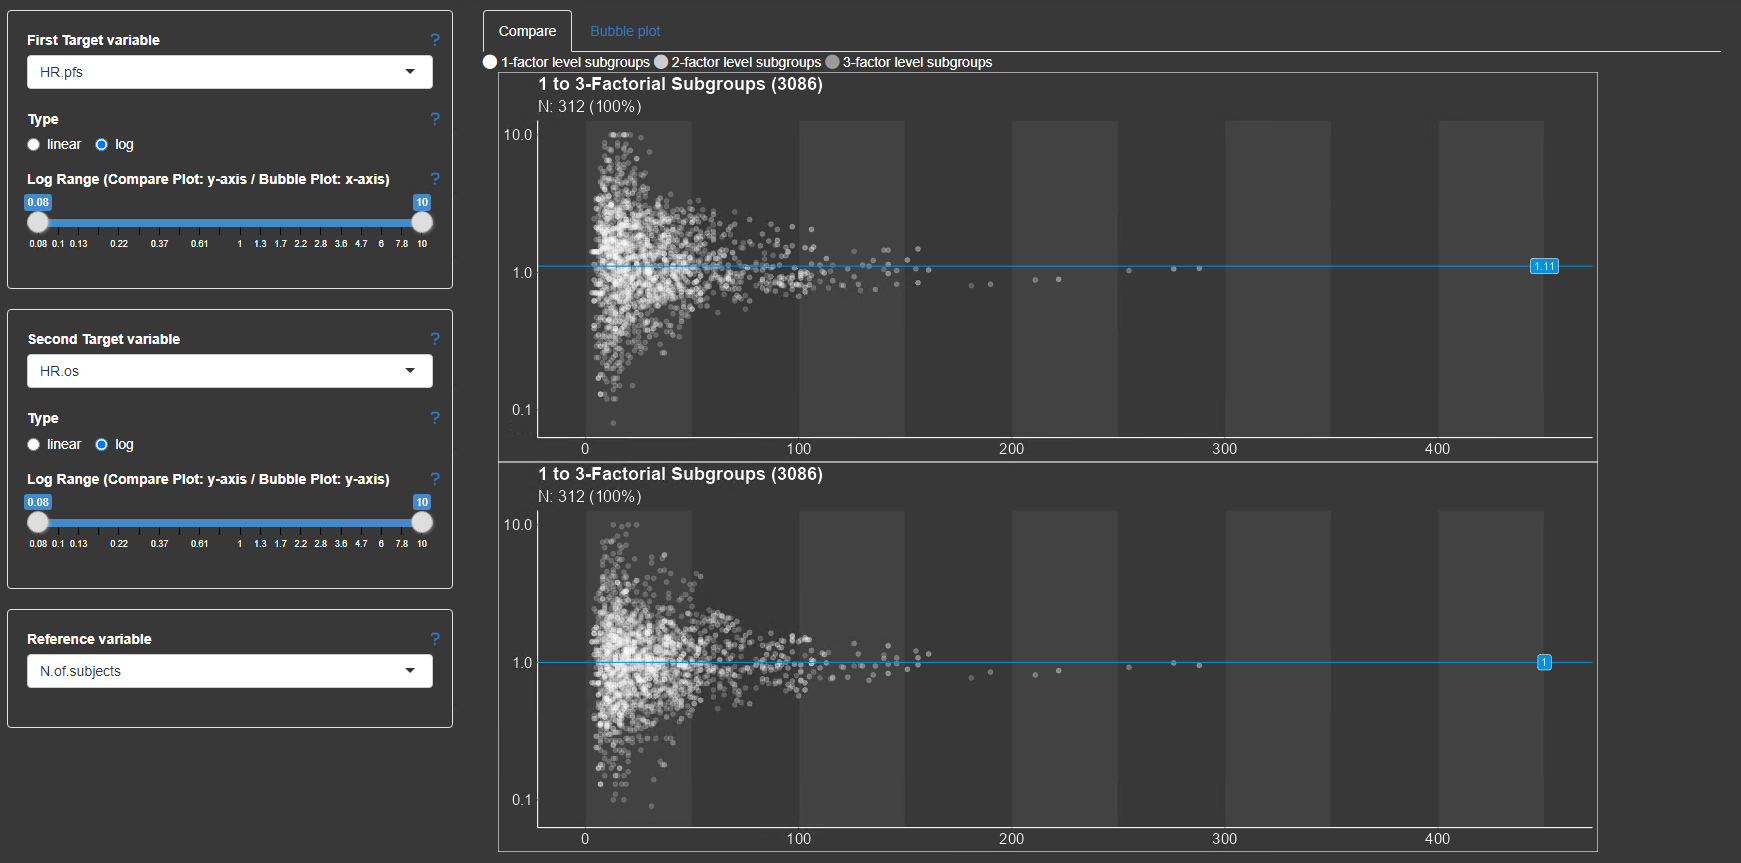 First Target variable ?
HR.pfs
Type ?
linear log
Log Range (Compare Plot: y-axis / Bubble Plot: x-axis) ?
0.08 10
0.08 0.1 0.13 0.22 0.37 0.61 1 1.3 1.7 2.2 2.8 3.6 4.7 6 7.8 10
Second Target variable ?
HR.os
Type ?
linear log
Log Range (Compare Plot: y-axis / Bubble Plot: y-axis) ?
0.08 10
0.08 0.1 0.13 0.22 0.37 0.61 1 1.3 1.7 2.2 2.8 3.6 4.7 6 7.8 10
Reference variable ?
N.of.subjects
Compare Bubble plot
1-factor level subgroups 2-factor level subgroups 3-factor level subgroups
1 to 3-Factorial Subgroups (3086)
N: 312 (100%)
10.0
1.0
1.11
0.1
0 100 200 300 400
1 to 3-Factorial Subgroups (3086)
N: 312 (100%)
10.0
1.0
1
0.1
0 100 200 300 400